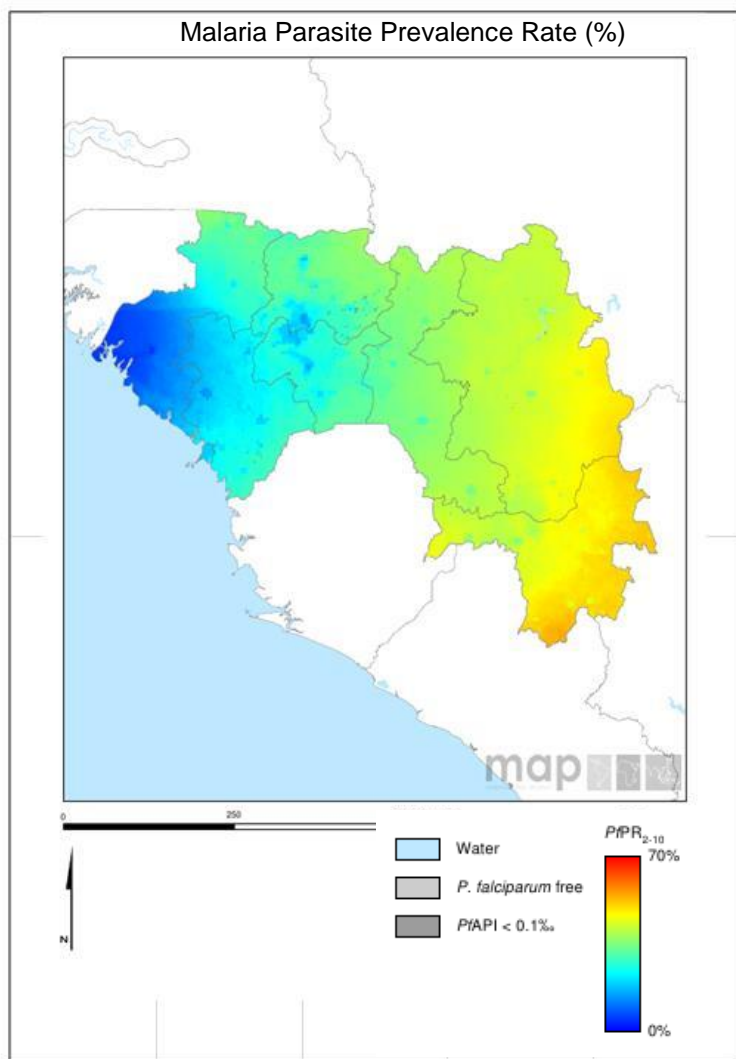 Malaria Parasite Prevalence Rate (%)
map
0 250
Water
P. falciparum free
PfAPI < 0.1‰
N
PfPR2-10
70%
0%